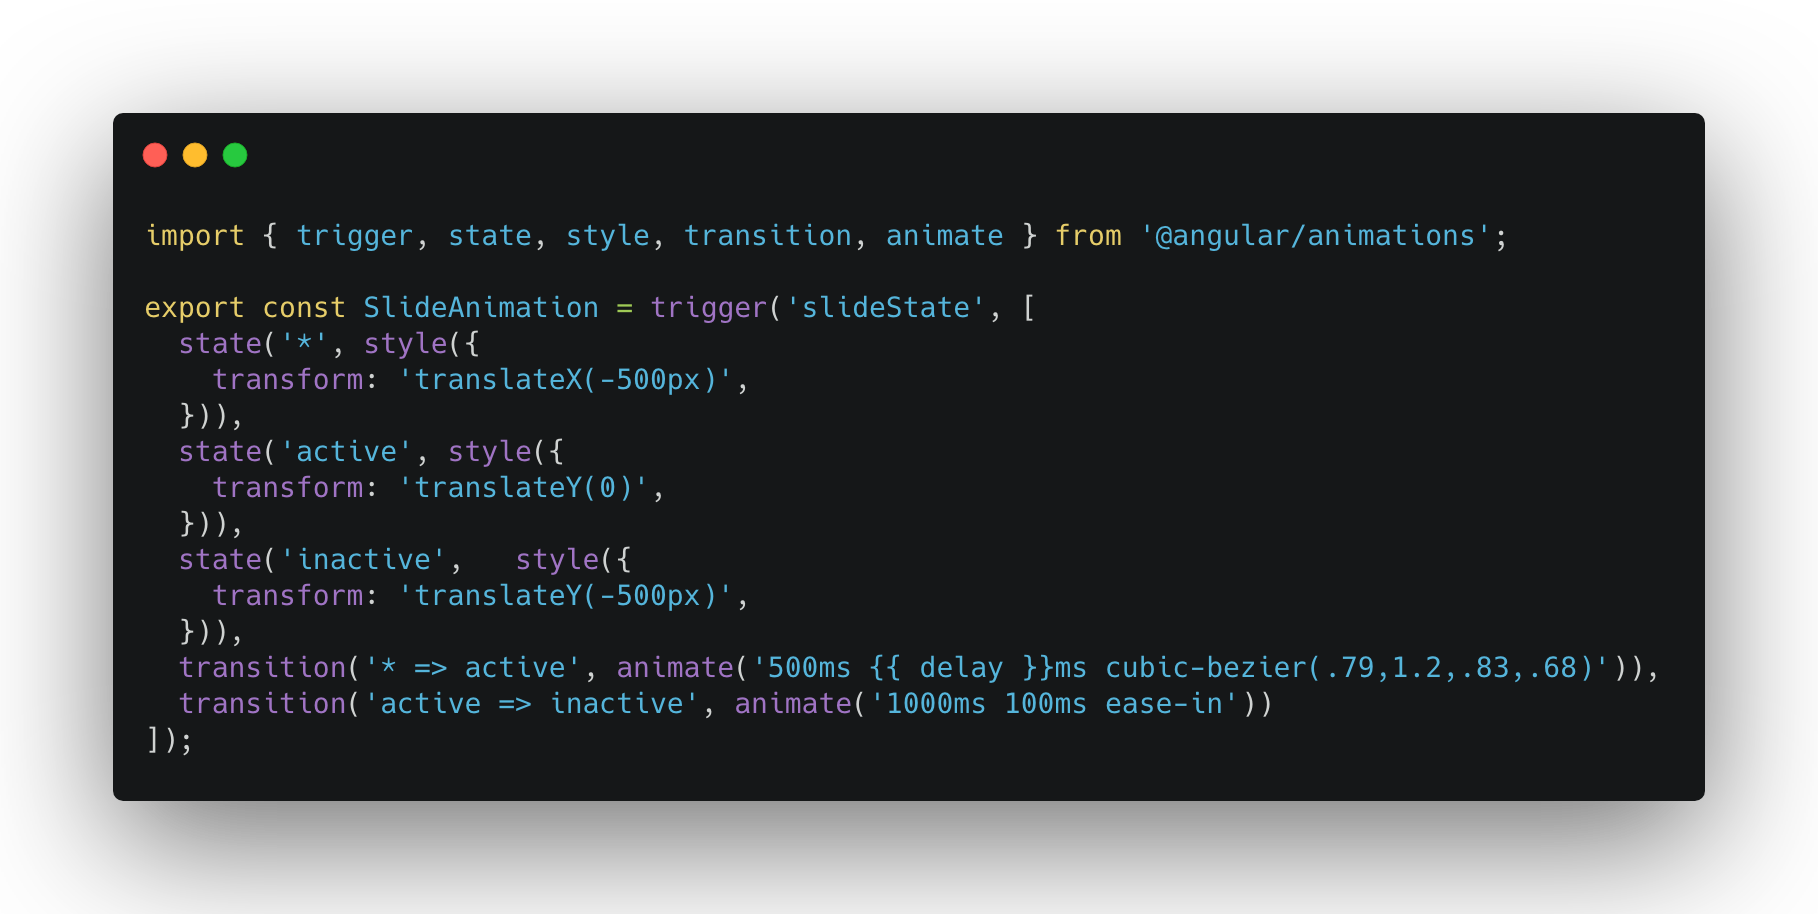 import { trigger, state, style, transition, animate } from '@angular/animations';

export const SlideAnimation = trigger('slideState', [
  state('*', style({
    transform: 'translateX(-500px)',
  })),
  state('active', style({
    transform: 'translateY(0)',
  })),
  state('inactive',   style({
    transform: 'translateY(-500px)',
  })),
  transition('* => active', animate('500ms {{ delay }}ms cubic-bezier(.79,1.2,.83,.68)')),
  transition('active => inactive', animate('1000ms 100ms ease-in'))
]);